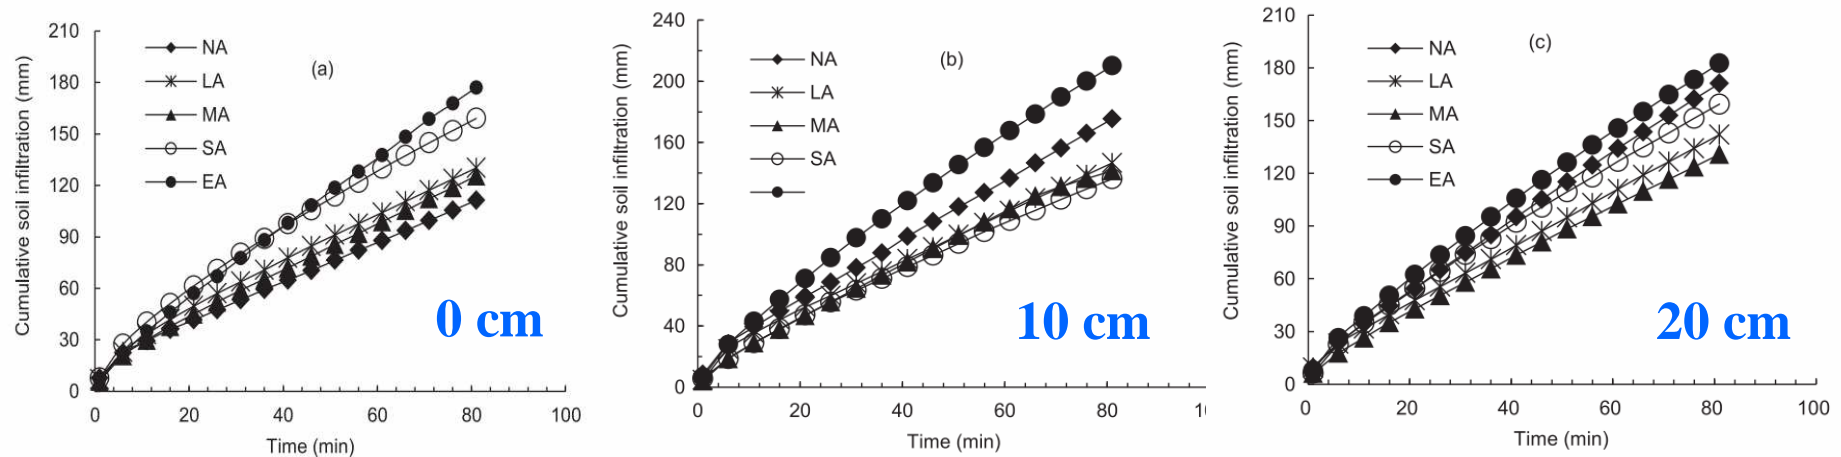 Cumulative soil infiltration (mm)
210
180
150
120
90
60
30
0
NA
LA
MA
SA
EA
(a)
0 cm
0 20 40 60 80 100
Time (min)
Cumulative soil infiltration (mm)
240
200
160
120
80
40
0
NA
LA
MA
SA
(b)
10 cm
0 20 40 60 80
Time (min)
Cumulative soil infiltration (mm)
210
180
150
120
90
60
30
0
NA
LA
MA
SA
EA
(c)
20 cm
0 20 40 60 80 100
Time (min)